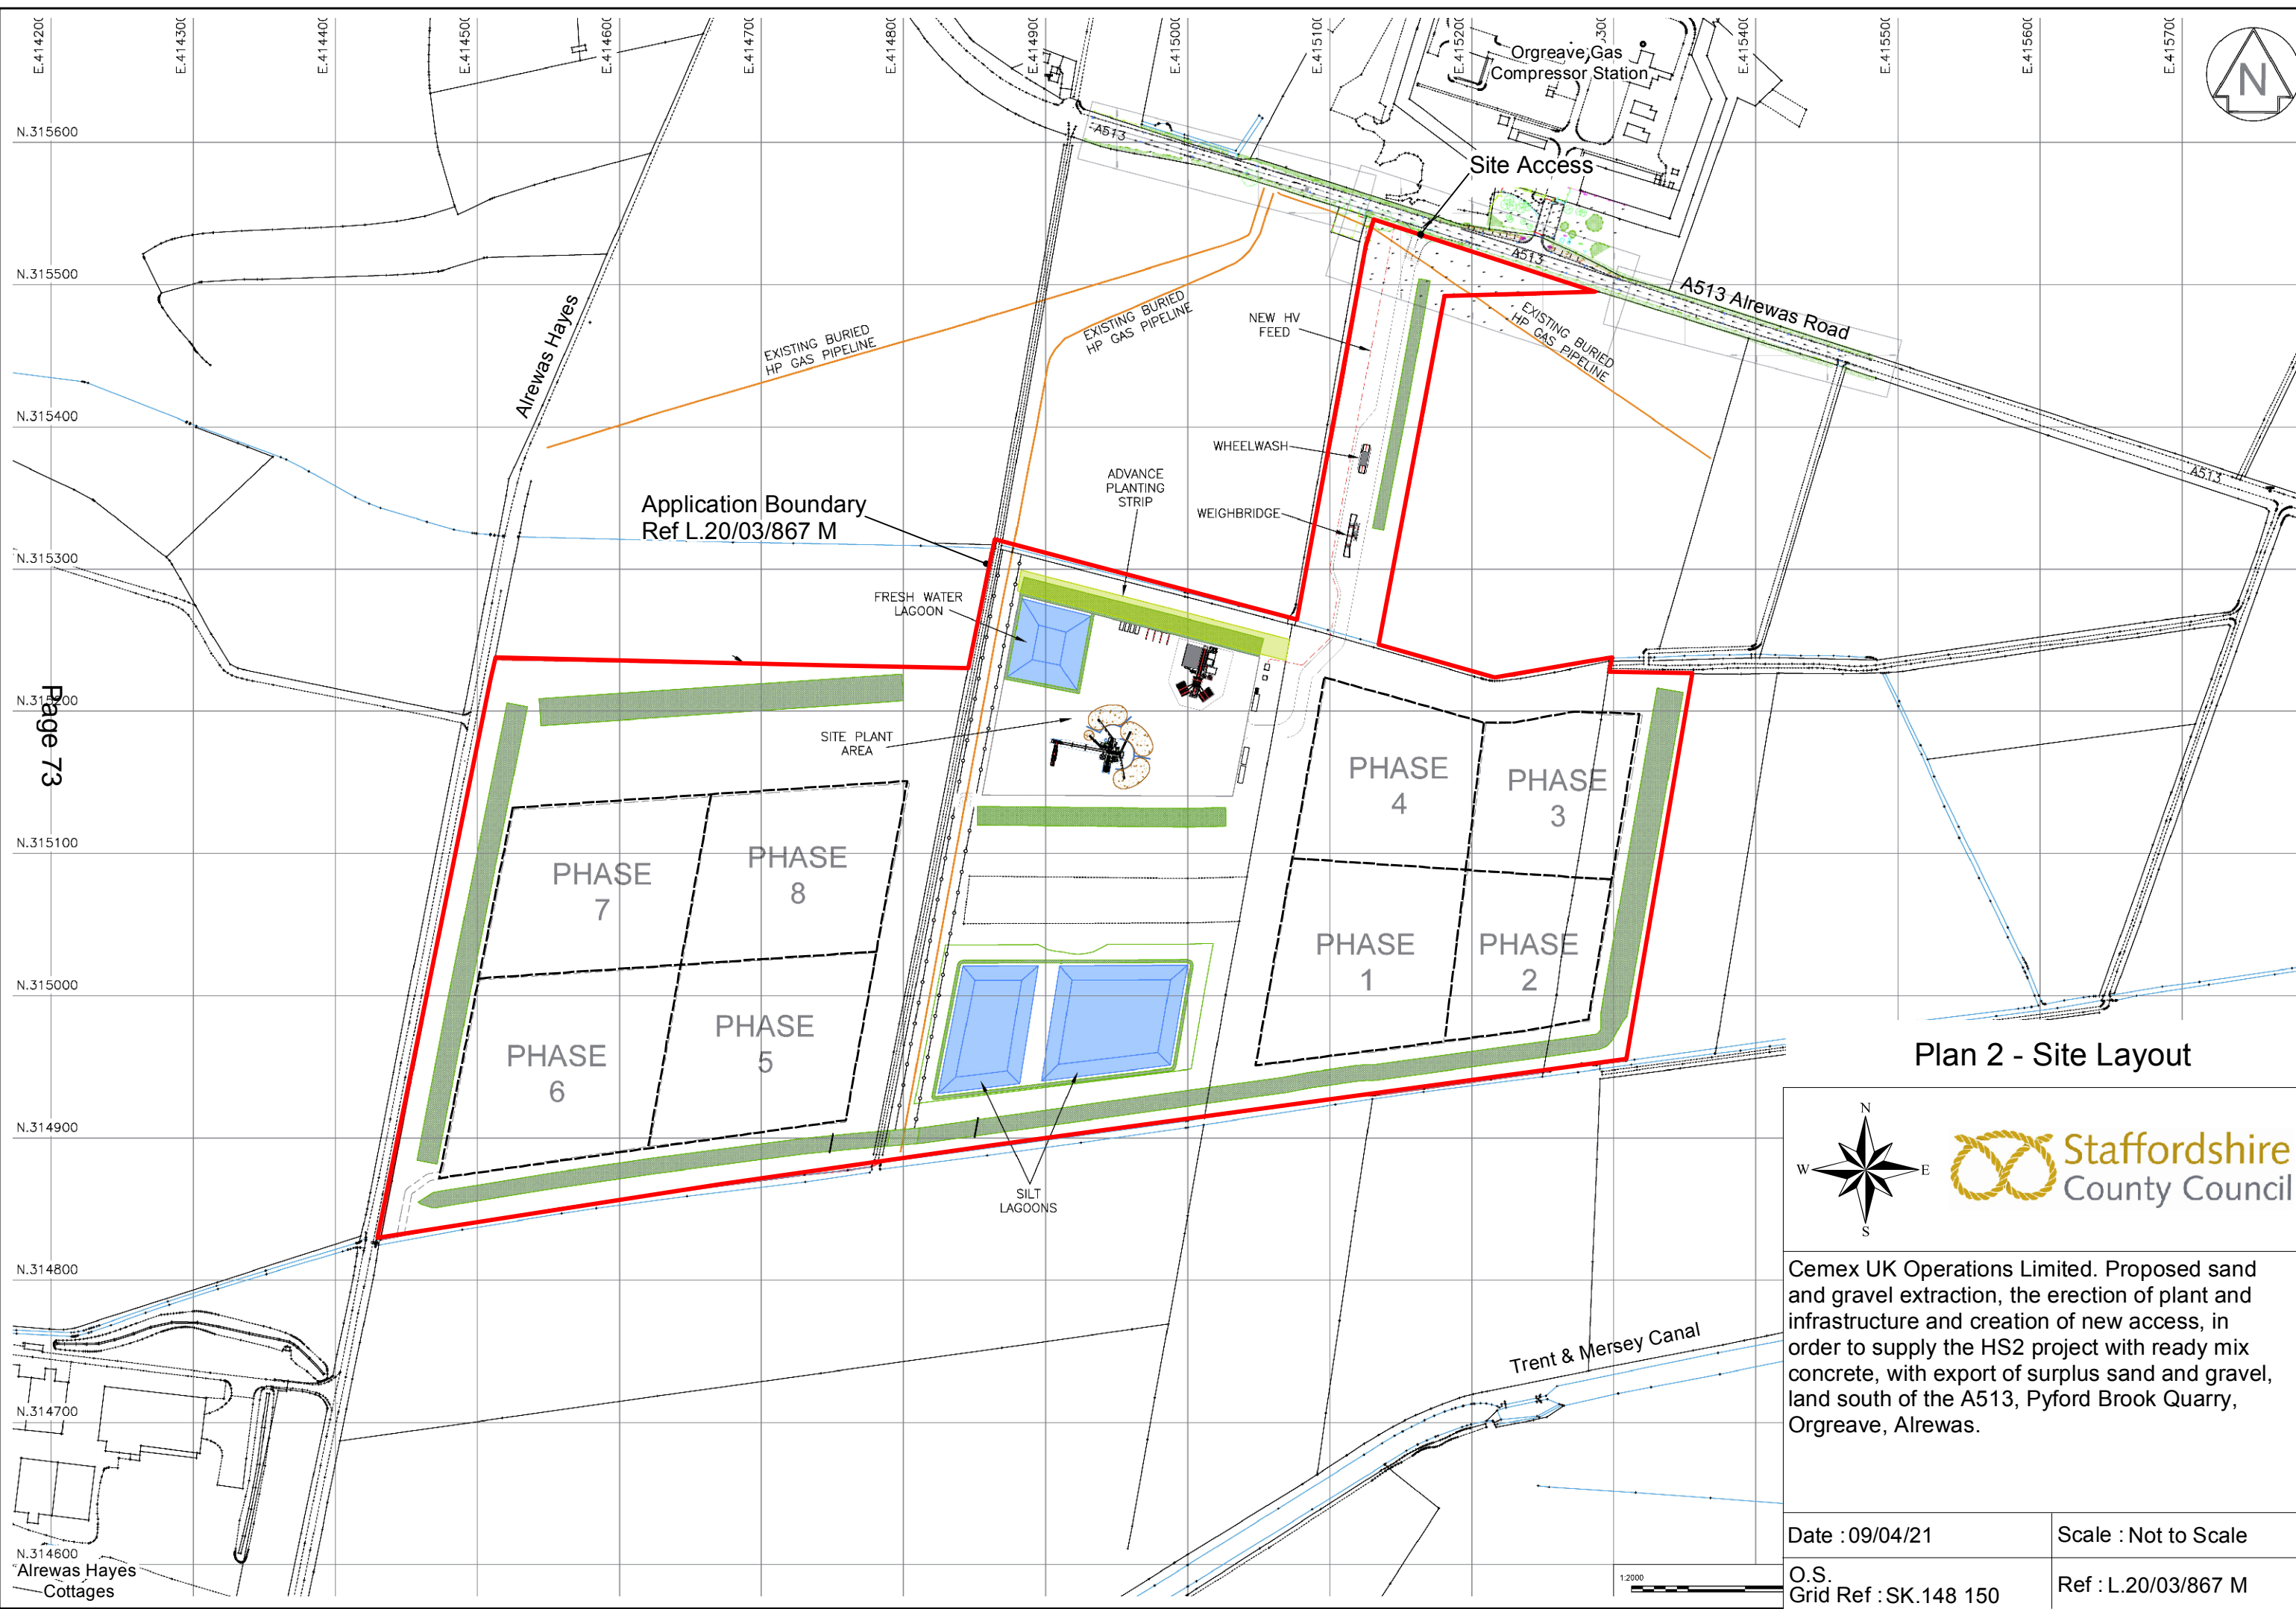 E.414200
E.414300
E.414400
E.414500
E.414600
E.414700
E.414800
E.414900
E.415000
E.415100
E.415200
E.415400
E.415500
E.415600
E.415700
N
Orgreave Gas
Compressor Station
N.315600
A513
Site Access
N.315500
A513
A513 Alrewas Road
Alrewas Hayes
EXISTING BURIED
HP GAS PIPELINE
EXISTING BURIED
HP GAS PIPELINE
NEW HV
FEED
EXISTING BURIED
HP GAS PIPELINE
N.315400
WHEELWASH
A513
ADVANCE
PLANTING
STRIP
Application Boundary
Ref L.20/03/867 M
WEIGHBRIDGE
N.315300
FRESH WATER
LAGOON
N.315200
Page 73
SITE PLANT
AREA
PHASE
4
PHASE
3
N.315100
PHASE
7
PHASE
8
PHASE
1
PHASE
2
N.315000
PHASE
6
PHASE
5
N.314900
SILT
LAGOONS
N.314800
Trent & Mersey Canal
N.314700
N.314600
Alrewas Hayes
Cottages
1:2000
Plan 2 - Site Layout
N
W
E
S
Staffordshire
County Council
Cemex UK Operations Limited. Proposed sand
and gravel extraction, the erection of plant and
infrastructure and creation of new access, in
order to supply the HS2 project with ready mix
concrete, with export of surplus sand and gravel,
land south of the A513, Pyford Brook Quarry,
Orgreave, Alrewas.
Date : 09/04/21
Scale : Not to Scale
O.S.
Grid Ref : SK.148 150
Ref : L.20/03/867 M